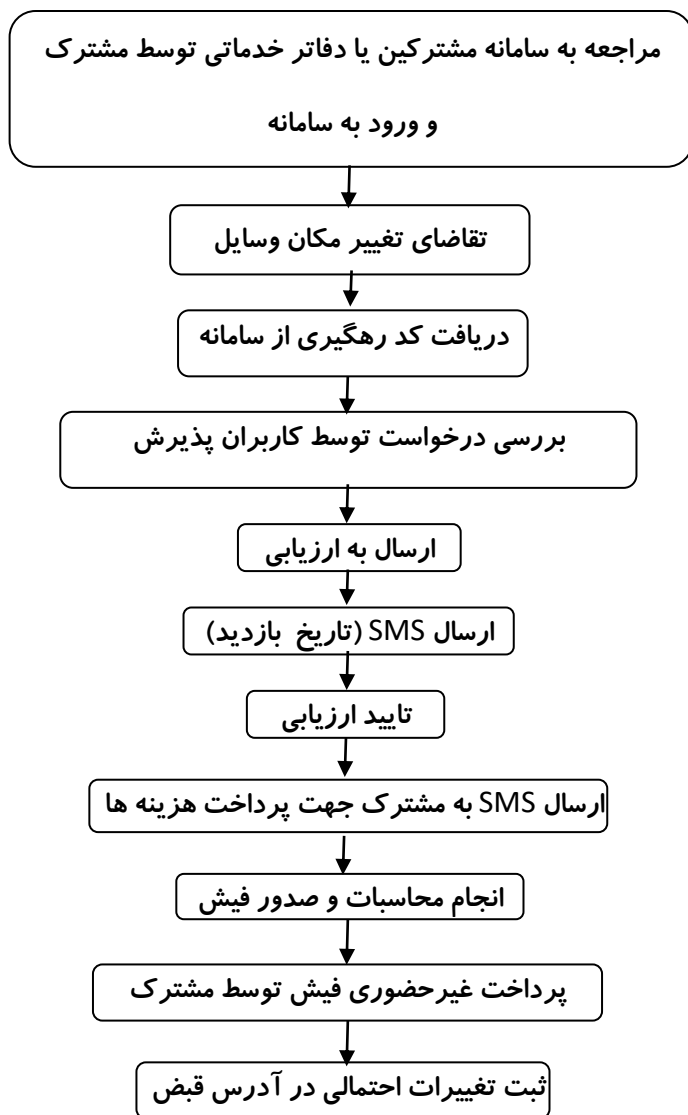 مراجعه به سامانه مشترکین یا دفاتر خدماتی توسط مشترک
و ورود به سامانه
تقاضای تغییر مکان وسایل
دریافت کد رهگیری از سامانه
بررسی درخواست توسط کاربران پذیرش
ارسال به ارزیابی
ارسال SMS (تاریخ بازدید)
تایید ارزیابی
ارسال SMS به مشترک جهت پرداخت هزینه ها
انجام محاسبات و صدور فیش
پرداخت غیرحضوری فیش توسط مشترک
ثبت تغییرات احتمالی در آدرس قبض